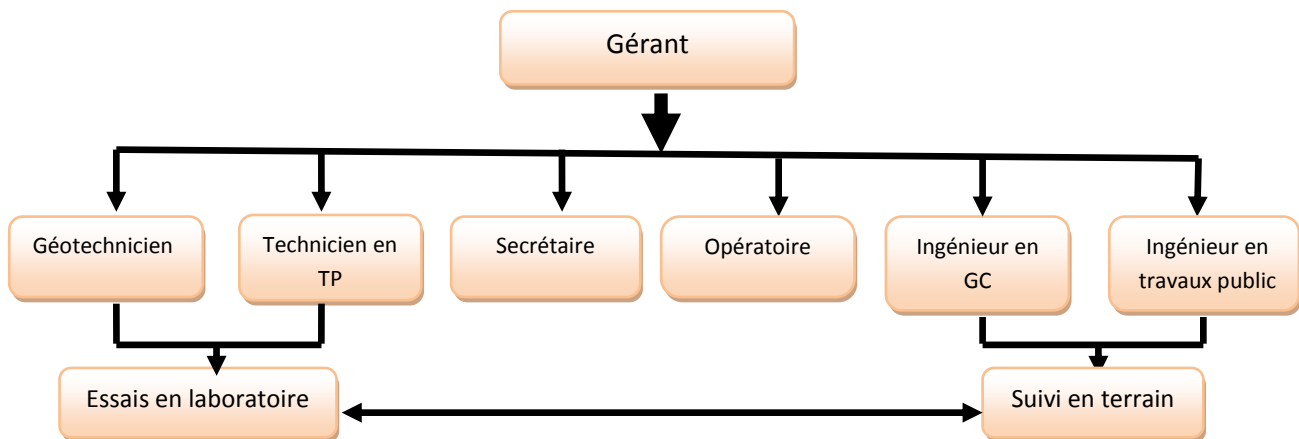 Gérant
Géotechnicien
Technicien en
TP
Secrétaire
Opératoire
Ingénieur en
GC
Ingénieur en
travaux public
Essais en laboratoire
Suivi en terrain